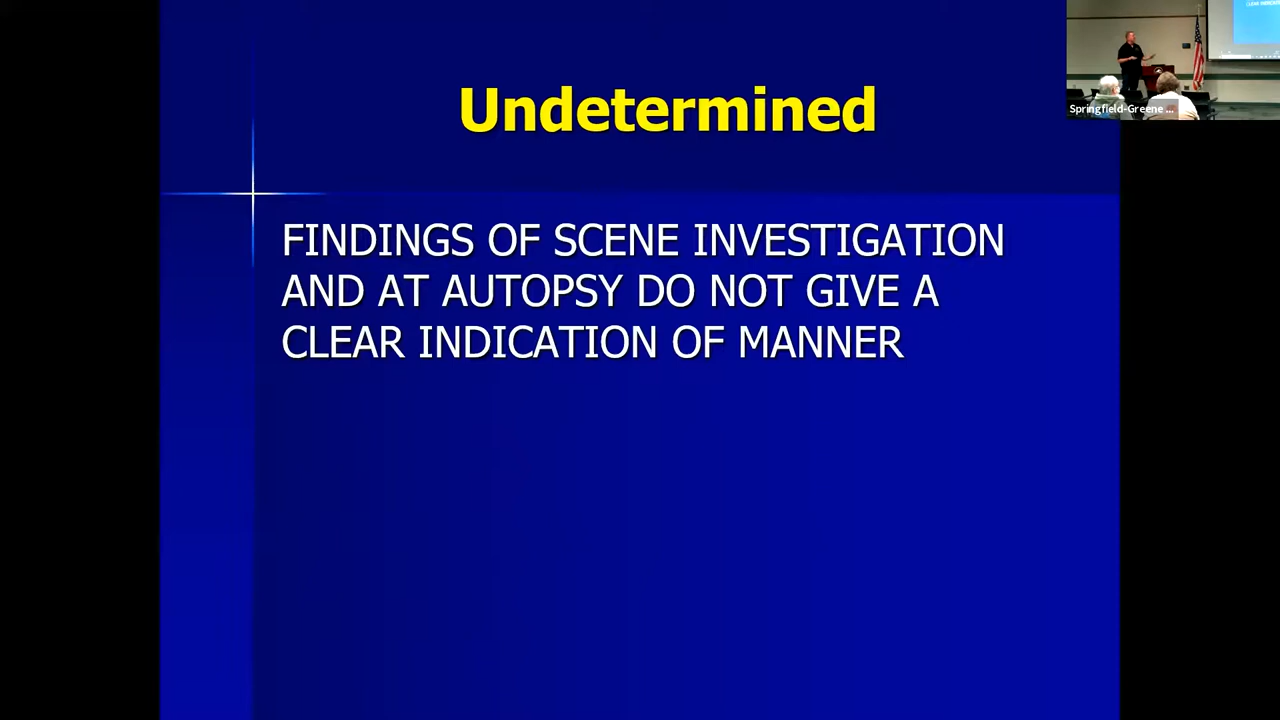 Undetermined
FINDINGS OF SCENE INVESTIGATION
AND AT AUTOPSY DO NOT GIVE A
CLEAR INDICATION OF MANNER
Springfield-Greene ...